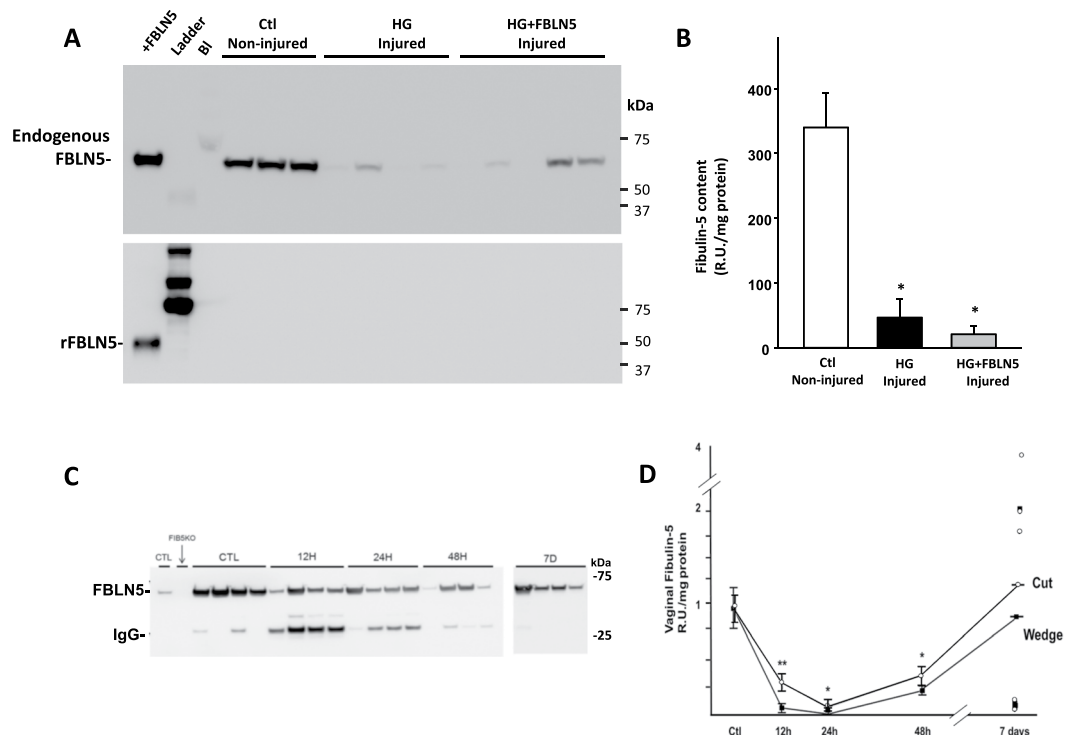 A
+FBLN5
Ladder
Bl
Ctl
Non-injured
HG
Injured
HG+FBLN5
Injured
kDa
Endogenous
FBLN5-
75
50
37
rFBLN5-
75
50
37
B
Fibulin-5 content
(R.U./mg protein)
400
300
200
100
0
*
*
Ctl
Non-injured
HG
Injured
HG+FBLN5
Injured
C
FIB5KO
CTL
CTL
12H
24H
48H
7D
kDa
FBLN5-
-75
IgG-
-25
D
Vaginal Fibulin-5
R.U./mg protein
4
2
1
**
*
*
Cut
Wedge
Ctl
12h
24h
48h
7 days